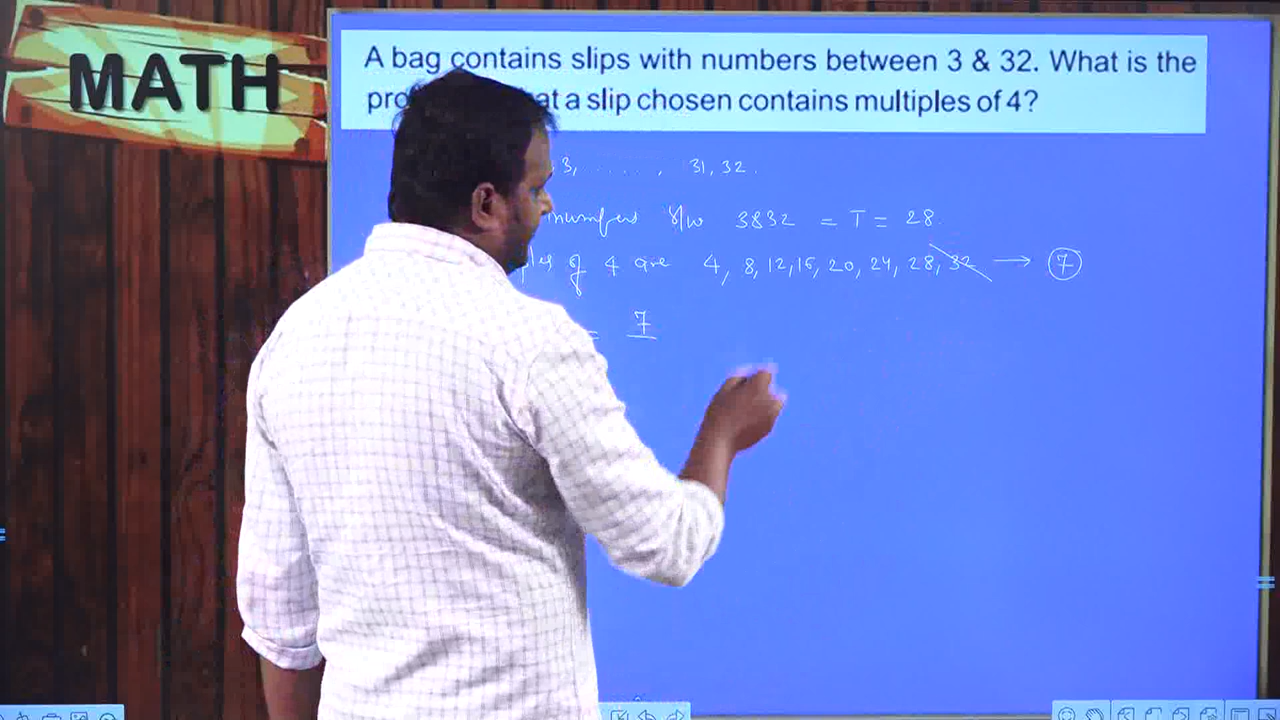 MATH
A bag contains slips with numbers between 3 & 32. What is the
at a slip chosen contains multiples of 4?
3, ....., 31, 32.
numbers b/w 3&32 = T = 28.
of 4 are 4, 8, 12, 16, 20, 24, 28, 32 → 7
= 7